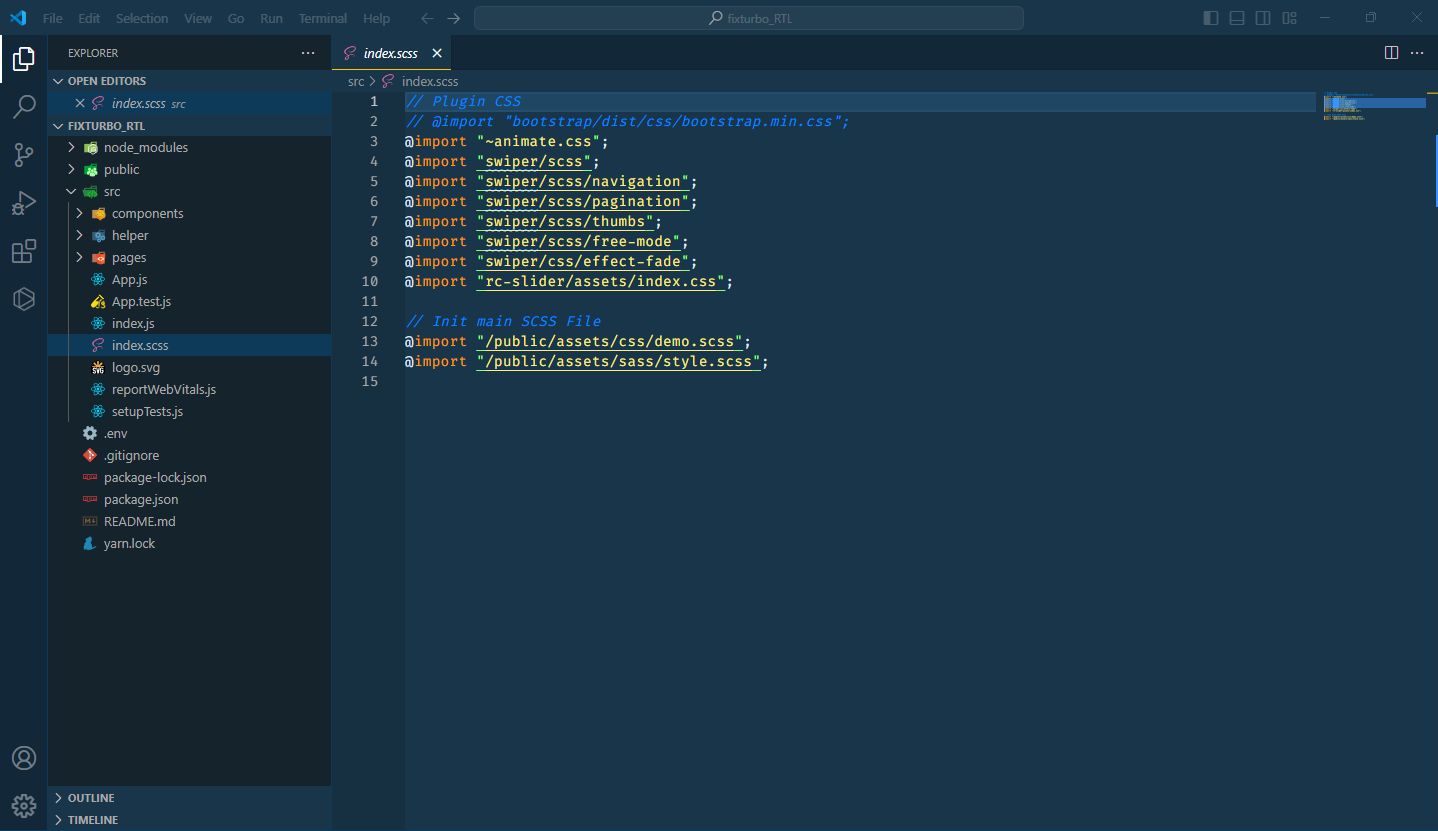 File Edit Selection View Go Run Terminal Help
fixturbo_RTL
EXPLORER
OPEN EDITORS
index.scss src
FIXTURBO_RTL
node_modules
public
src
components
helper
pages
App.js
App.test.js
index.js
index.scss
SVG logo.svg
reportWebVitals.js
setupTests.js
.env
.gitignore
package-lock.json
package.json
README.md
yarn.lock
OUTLINE
TIMELINE
index.scss
src > index.scss
1 // Plugin CSS
2 // @import "bootstrap/dist/css/bootstrap.min.css";
3 @import "~animate.css";
4 @import "swiper/scss";
5 @import "swiper/scss/navigation";
6 @import "swiper/scss/pagination";
7 @import "swiper/scss/thumbs";
8 @import "swiper/scss/free-mode";
9 @import "swiper/css/effect-fade";
10 @import "rc-slider/assets/index.css";
11
12 // Init main SCSS File
13 @import "/public/assets/css/demo.scss";
14 @import "/public/assets/sass/style.scss";
15